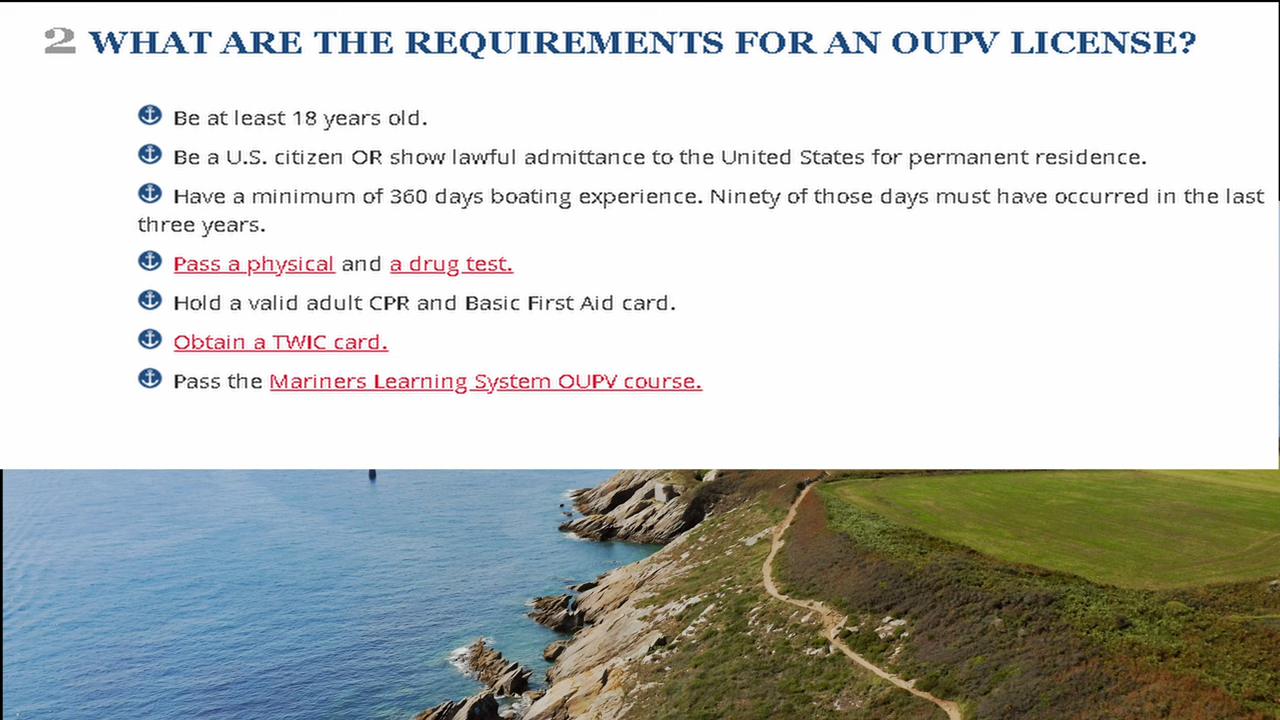 2 WHAT ARE THE REQUIREMENTS FOR AN OUPV LICENSE?
Be at least 18 years old.
Be a U.S. citizen OR show lawful admittance to the United States for permanent residence.
Have a minimum of 360 days boating experience. Ninety of those days must have occurred in the last
three years.
Pass a physical and a drug test.
Hold a valid adult CPR and Basic First Aid card.
Obtain a TWIC card.
Pass the Mariners Learning System OUPV course.